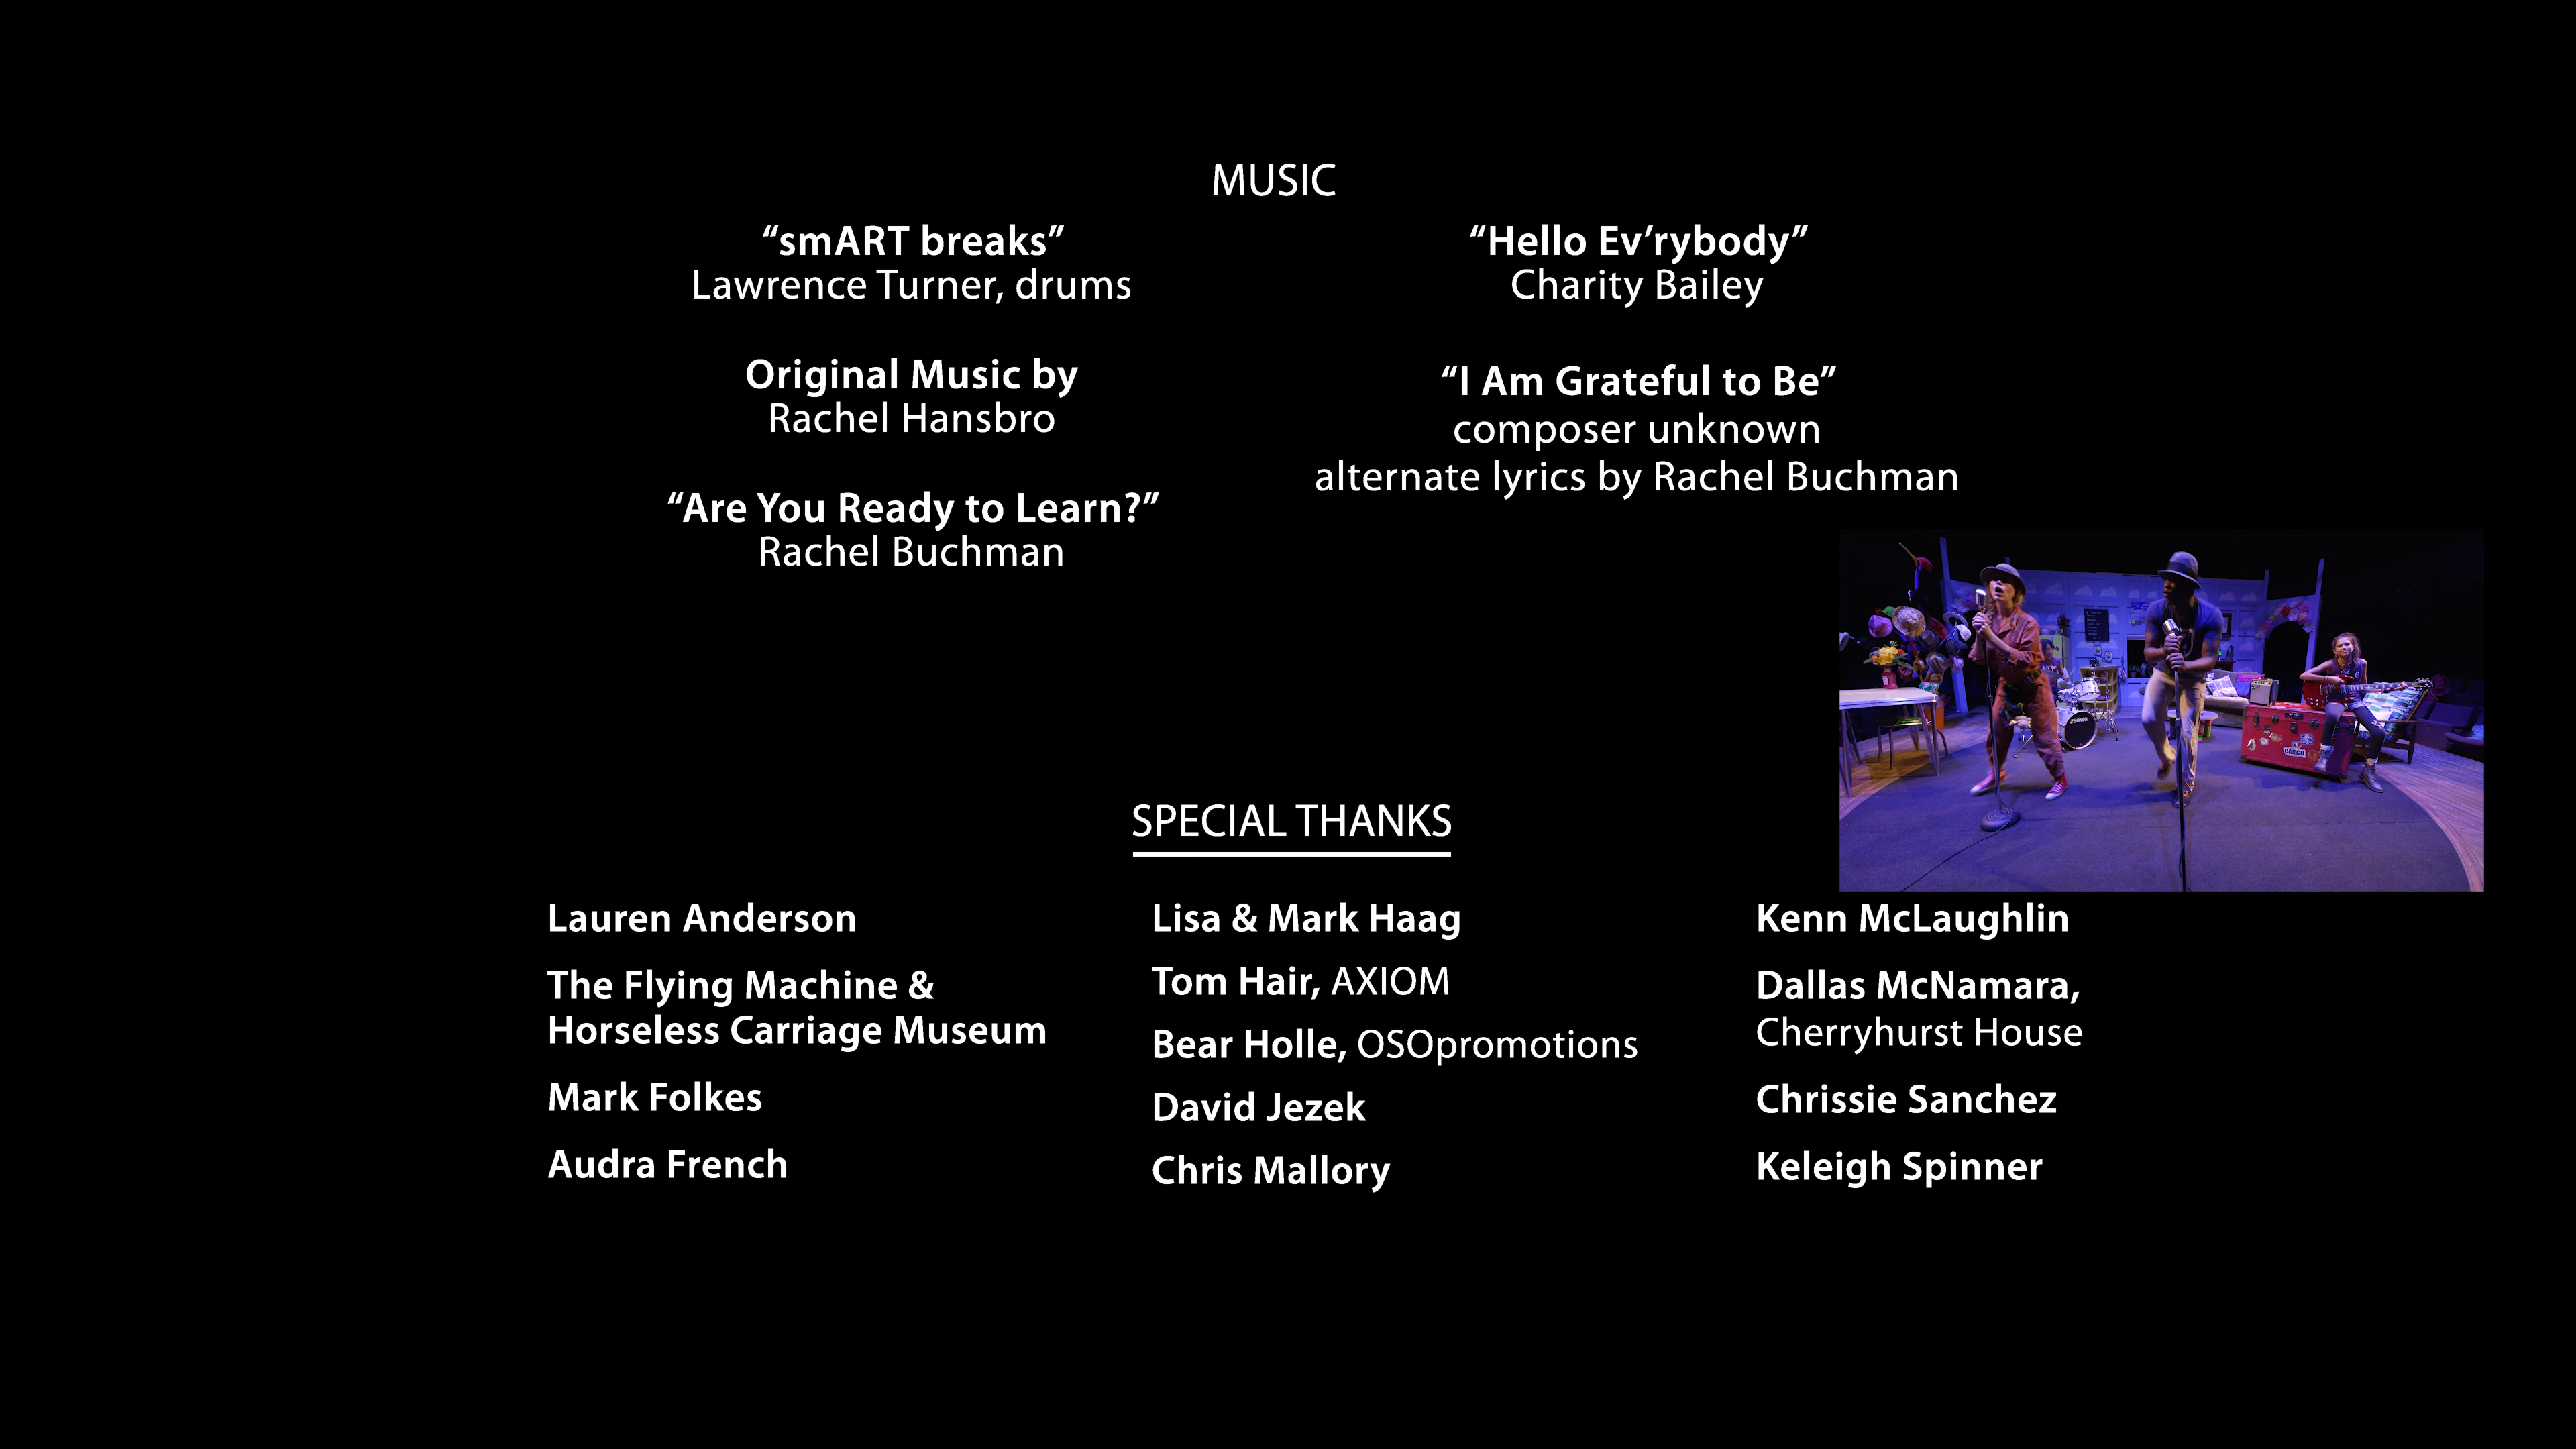 MUSIC
“smART breaks”
Lawrence Turner, drums
Original Music by
Rachel Hansbro
“Are You Ready to Learn?”
Rachel Buchman
“Hello Ev’rybody”
Charity Bailey
“I Am Grateful to Be”
composer unknown
alternate lyrics by Rachel Buchman
CARGO
SPECIAL THANKS
Lauren Anderson
The Flying Machine &
Horseless Carriage Museum
Mark Folkes
Audra French
Lisa & Mark Haag
Tom Hair, AXIOM
Bear Holle, OSOpromotions
David Jezek
Chris Mallory
Kenn McLaughlin
Dallas McNamara,
Cherryhurst House
Chrissie Sanchez
Keleigh Spinner